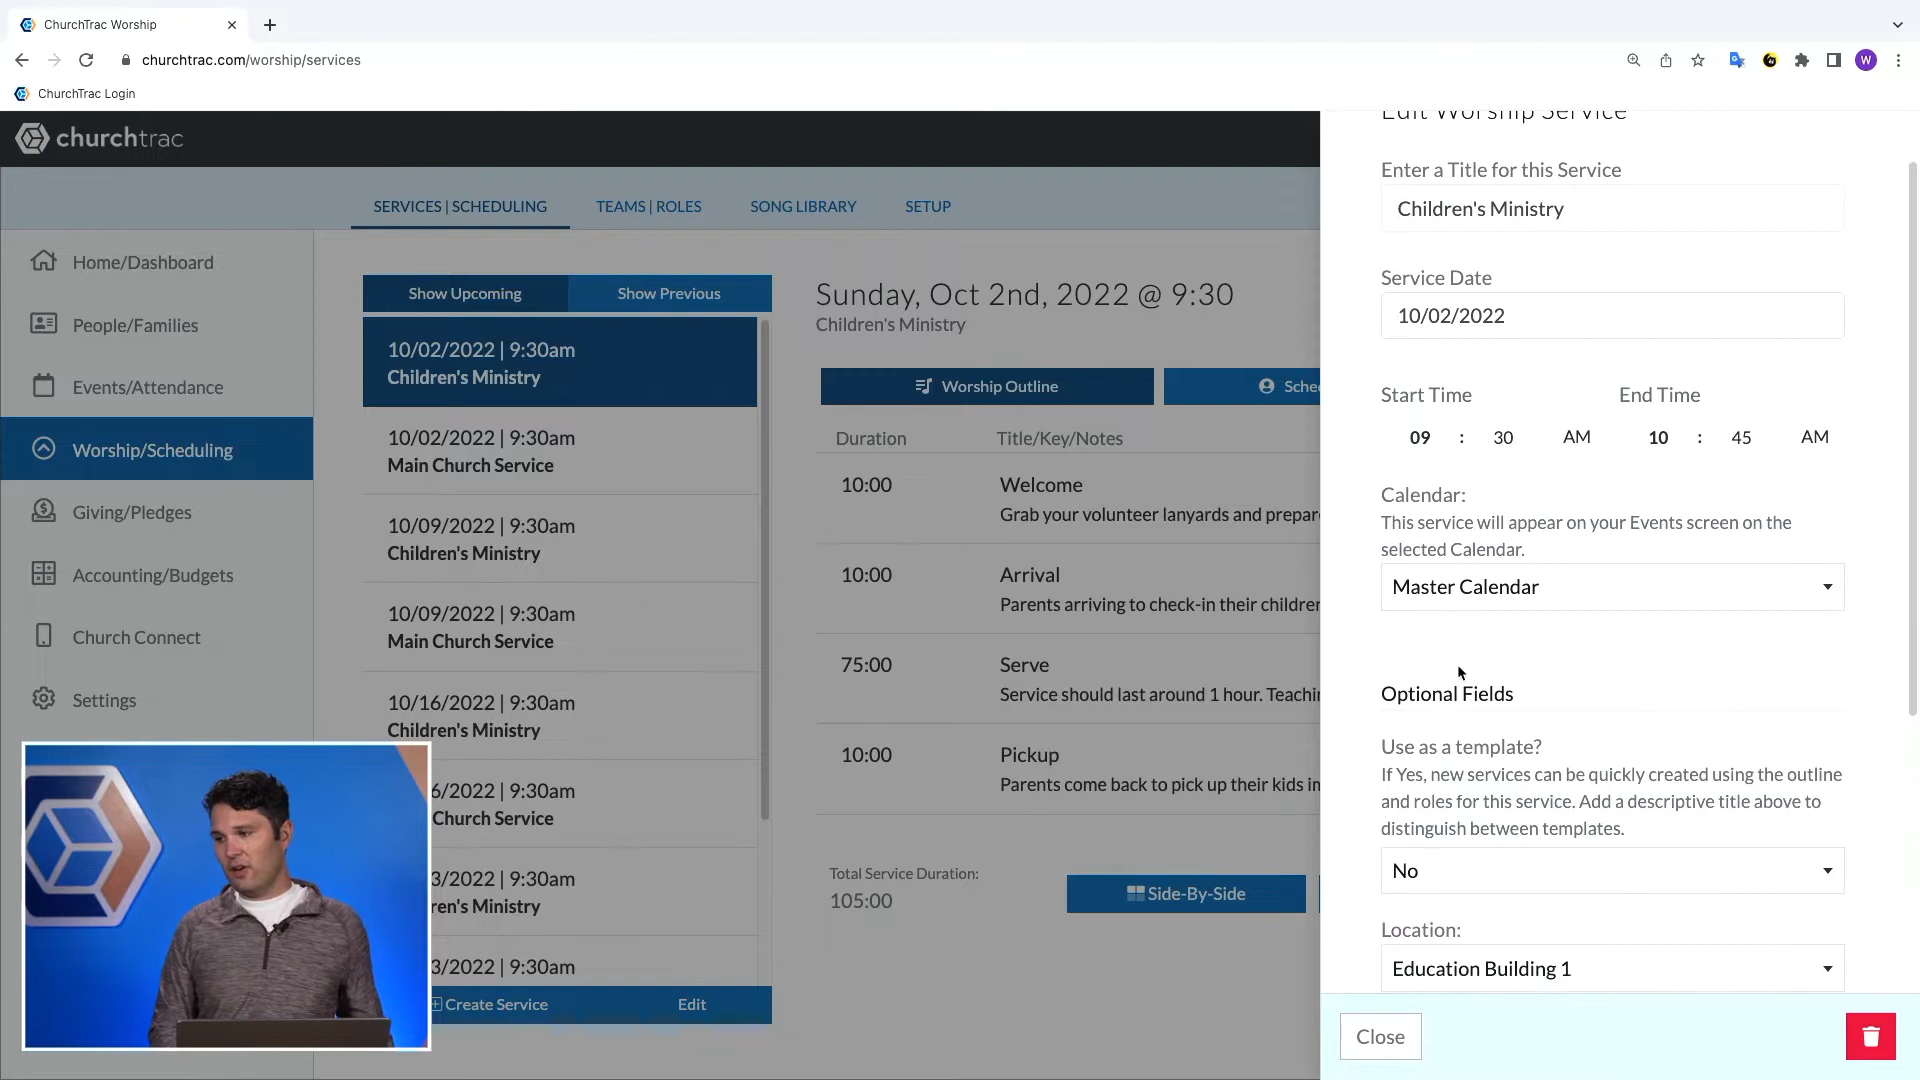 ChurchTrac Worship
churchtrac.com/worship/services
W
ChurchTrac Login
churchtrac
SERVICES | SCHEDULING
TEAMS | ROLES
SONG LIBRARY
SETUP
Home/Dashboard
People/Families
Events/Attendance
Worship/Scheduling
Giving/Pledges
Accounting/Budgets
Church Connect
Settings
Show Upcoming
Show Previous
10/02/2022 | 9:30am
Children's Ministry
10/02/2022 | 9:30am
Main Church Service
10/09/2022 | 9:30am
Children's Ministry
10/09/2022 | 9:30am
Main Church Service
10/16/2022 | 9:30am
Children's Ministry
6/2022 | 9:30am
Church Service
3/2022 | 9:30am
ren's Ministry
3/2022 | 9:30am
Create Service
Edit
Sunday, Oct 2nd, 2022 @ 9:30
Children's Ministry
Worship Outline
Sche
Duration
Title/Key/Notes
10:00
Welcome
Grab your volunteer lanyards and prepar
10:00
Arrival
Parents arriving to check-in their children
75:00
Serve
Service should last around 1 hour. Teachi
10:00
Pickup
Parents come back to pick up their kids i
Total Service Duration:
105:00
Side-By-Side
Edit Worship Service
Enter a Title for this Service
Children's Ministry
Service Date
10/02/2022
Start Time
End Time
09 : 30 AM
10 : 45 AM
Calendar:
This service will appear on your Events screen on the
selected Calendar.
Master Calendar
Optional Fields
Use as a template?
If Yes, new services can be quickly created using the outline
and roles for this service. Add a descriptive title above to
distinguish between templates.
No
Location:
Education Building 1
Close